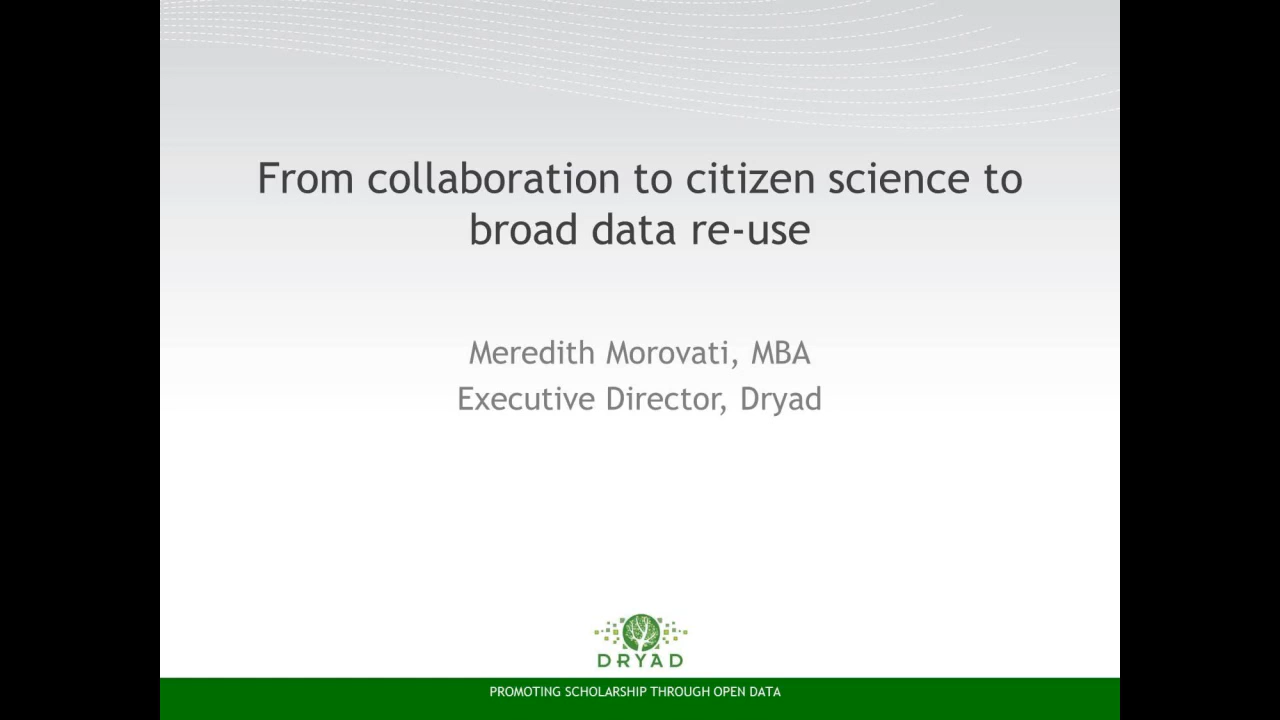 From collaboration to citizen science to
broad data re-use
Meredith Morovati, MBA
Executive Director, Dryad
DRYAD
PROMOTING SCHOLARSHIP THROUGH OPEN DATA